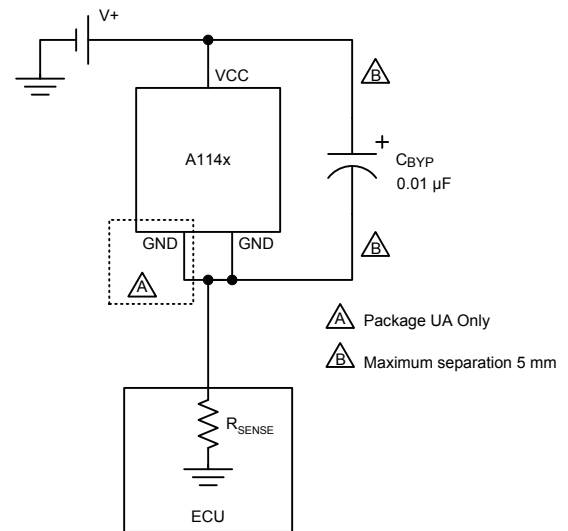 V+
VCC
B
A114x
+
CBYP
0.01 µF
GND
GND
B
A
A Package UA Only
B Maximum separation 5 mm
RSENSE
ECU